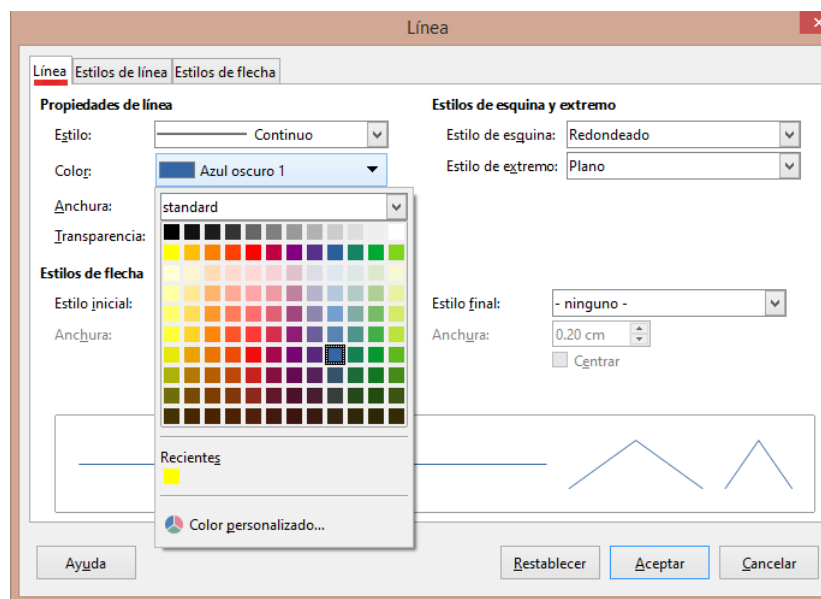 Línea
Línea Estilos de línea Estilos de flecha
Propiedades de línea
Estilo: Continuo
Color: Azul oscuro 1
Anchura: standard
Transparencia:
Estilos de esquina y extremo
Estilo de esquina: Redondeado
Estilo de extremo: Plano
Estilos de flecha
Estilo inicial:
Anchura:
Estilo final: - ninguno -
Anchura: 0.20 cm
Centrar
Recientes
Color personalizado...
Ayuda Restablecer Aceptar Cancelar